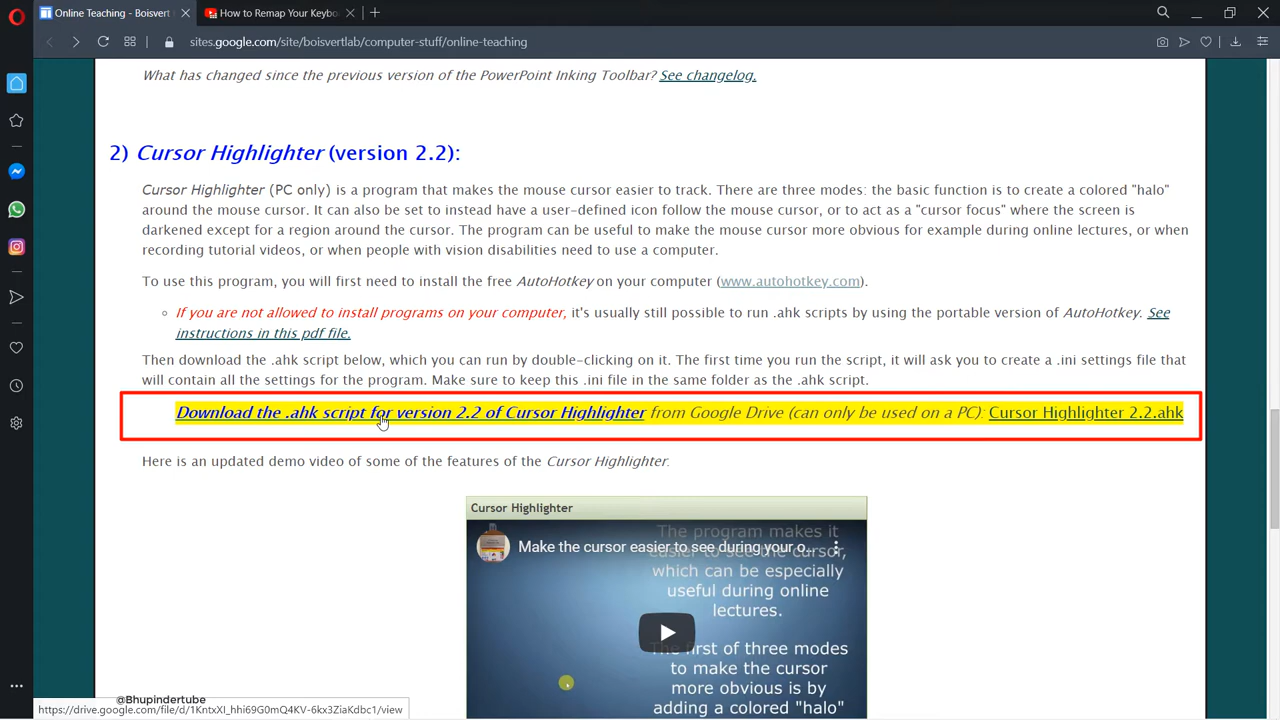 Online Teaching - Boisvert
How to Remap Your Keybo
sites.google.com/site/boisvertlab/computer-stuff/online-teaching
What has changed since the previous version of the PowerPoint Inking Toolbar? See changelog.
2) Cursor Highlighter (version 2.2):
Cursor Highlighter (PC only) is a program that makes the mouse cursor easier to track. There are three modes: the basic function is to create a colored "halo"
around the mouse cursor. It can also be set to instead have a user-defined icon follow the mouse cursor, or to act as a "cursor focus" where the screen is
darkened except for a region around the cursor. The program can be useful to make the mouse cursor more obvious for example during online lectures, or when
recording tutorial videos, or when people with vision disabilities need to use a computer.
To use this program, you will first need to install the free AutoHotkey on your computer (www.autohotkey.com).
If you are not allowed to install programs on your computer, it's usually still possible to run .ahk scripts by using the portable version of AutoHotkey. See
instructions in this pdf file.
Then download the .ahk script below, which you can run by double-clicking on it. The first time you run the script, it will ask you to create a .ini settings file that
will contain all the settings for the program. Make sure to keep this .ini file in the same folder as the .ahk script.
Download the .ahk script for version 2.2 of Cursor Highlighter from Google Drive (can only be used on a PC): Cursor Highlighter 2.2.ahk
Here is an updated demo video of some of the features of the Cursor Highlighter.
Cursor Highlighter
The program makes it
Make the cursor easier to see during your o...
easier to see the cursor,
which can be especially
useful during online
lectures.
The first of three modes
to make the cursor
more obvious is by
adding a colored "halo"
@Bhupindertube
https://drive.google.com/file/d/1KntxXI_hhi69G0mQ4KV-6kx3ZiaKdbc1/view